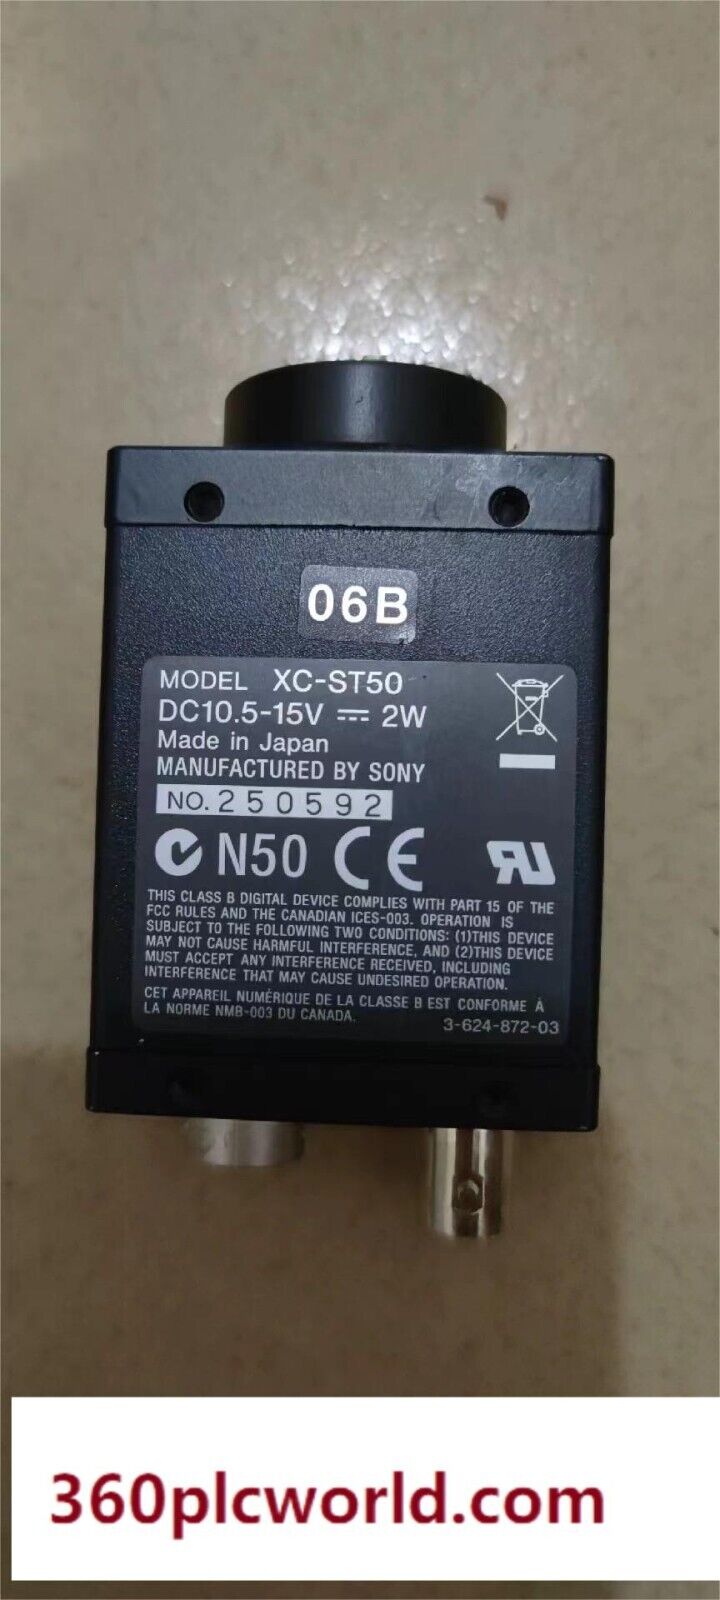 06B
MODEL XC-ST50
DC10.5-15V ⎓ 2W
Made in Japan
MANUFACTURED BY SONY
NO. 250592
N50 CE
THIS CLASS B DIGITAL DEVICE COMPLIES WITH PART 15 OF THE
FCC RULES AND THE CANADIAN ICES-003. OPERATION IS
SUBJECT TO THE FOLLOWING TWO CONDITIONS: (1)THIS DEVICE
MAY NOT CAUSE HARMFUL INTERFERENCE, AND (2)THIS DEVICE
MUST ACCEPT ANY INTERFERENCE RECEIVED, INCLUDING
INTERFERENCE THAT MAY CAUSE UNDESIRED OPERATION.
CET APPAREIL NUMÉRIQUE DE LA CLASSE B EST CONFORME À
LA NORME NMB-003 DU CANADA.
3-624-872-03
360plcworld.com